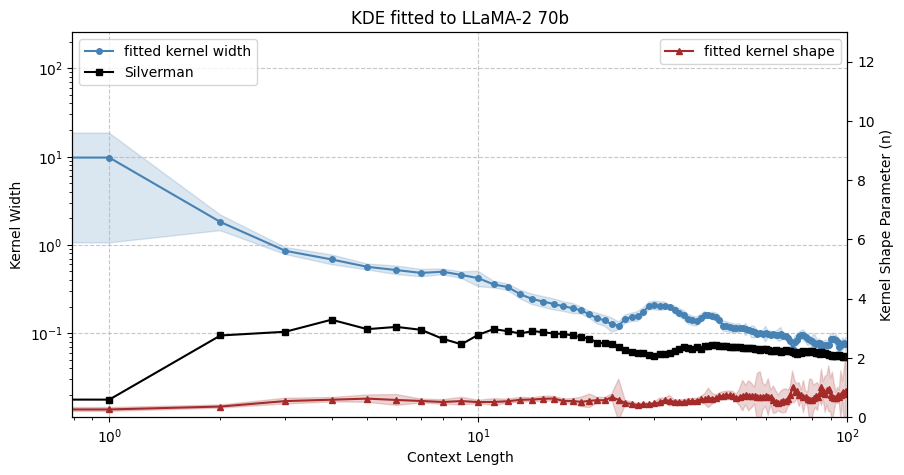 KDE fitted to LLaMA-2 70b
fitted kernel width
Silverman
fitted kernel shape
Kernel Width
10²
10¹
10⁰
10⁻¹
12
10
8
6
4
2
0
Kernel Shape Parameter (n)
10⁰
10¹
10²
Context Length